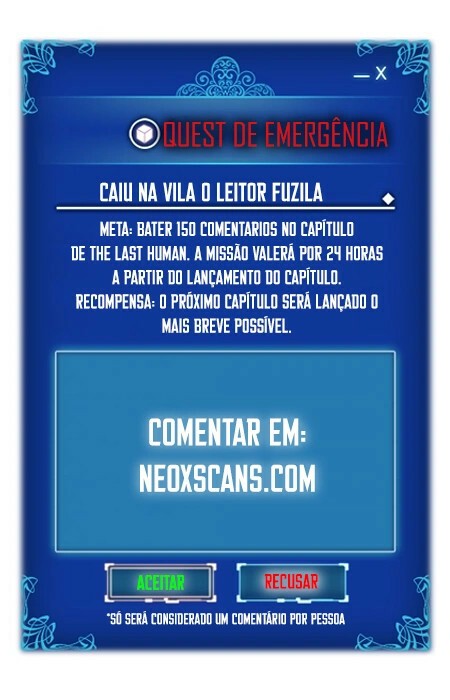 — X
QUEST DE EMERGÊNCIA
CAIU NA VILA O LEITOR FUZILA
META: BATER 150 COMENTARIOS NO CAPÍTULO
DE THE LAST HUMAN. A MISSÃO VALERÁ POR 24 HORAS
A PARTIR DO LANÇAMENTO DO CAPÍTULO.
RECOMPENSA: O PRÓXIMO CAPÍTULO SERÁ LANÇADO O
MAIS BREVE POSSÍVEL.
COMENTAR EM:
NEOXSCANS.COM
ACEITAR RECUSAR
*SÓ SERÁ CONSIDERADO UM COMENTÁRIO POR PESSOA